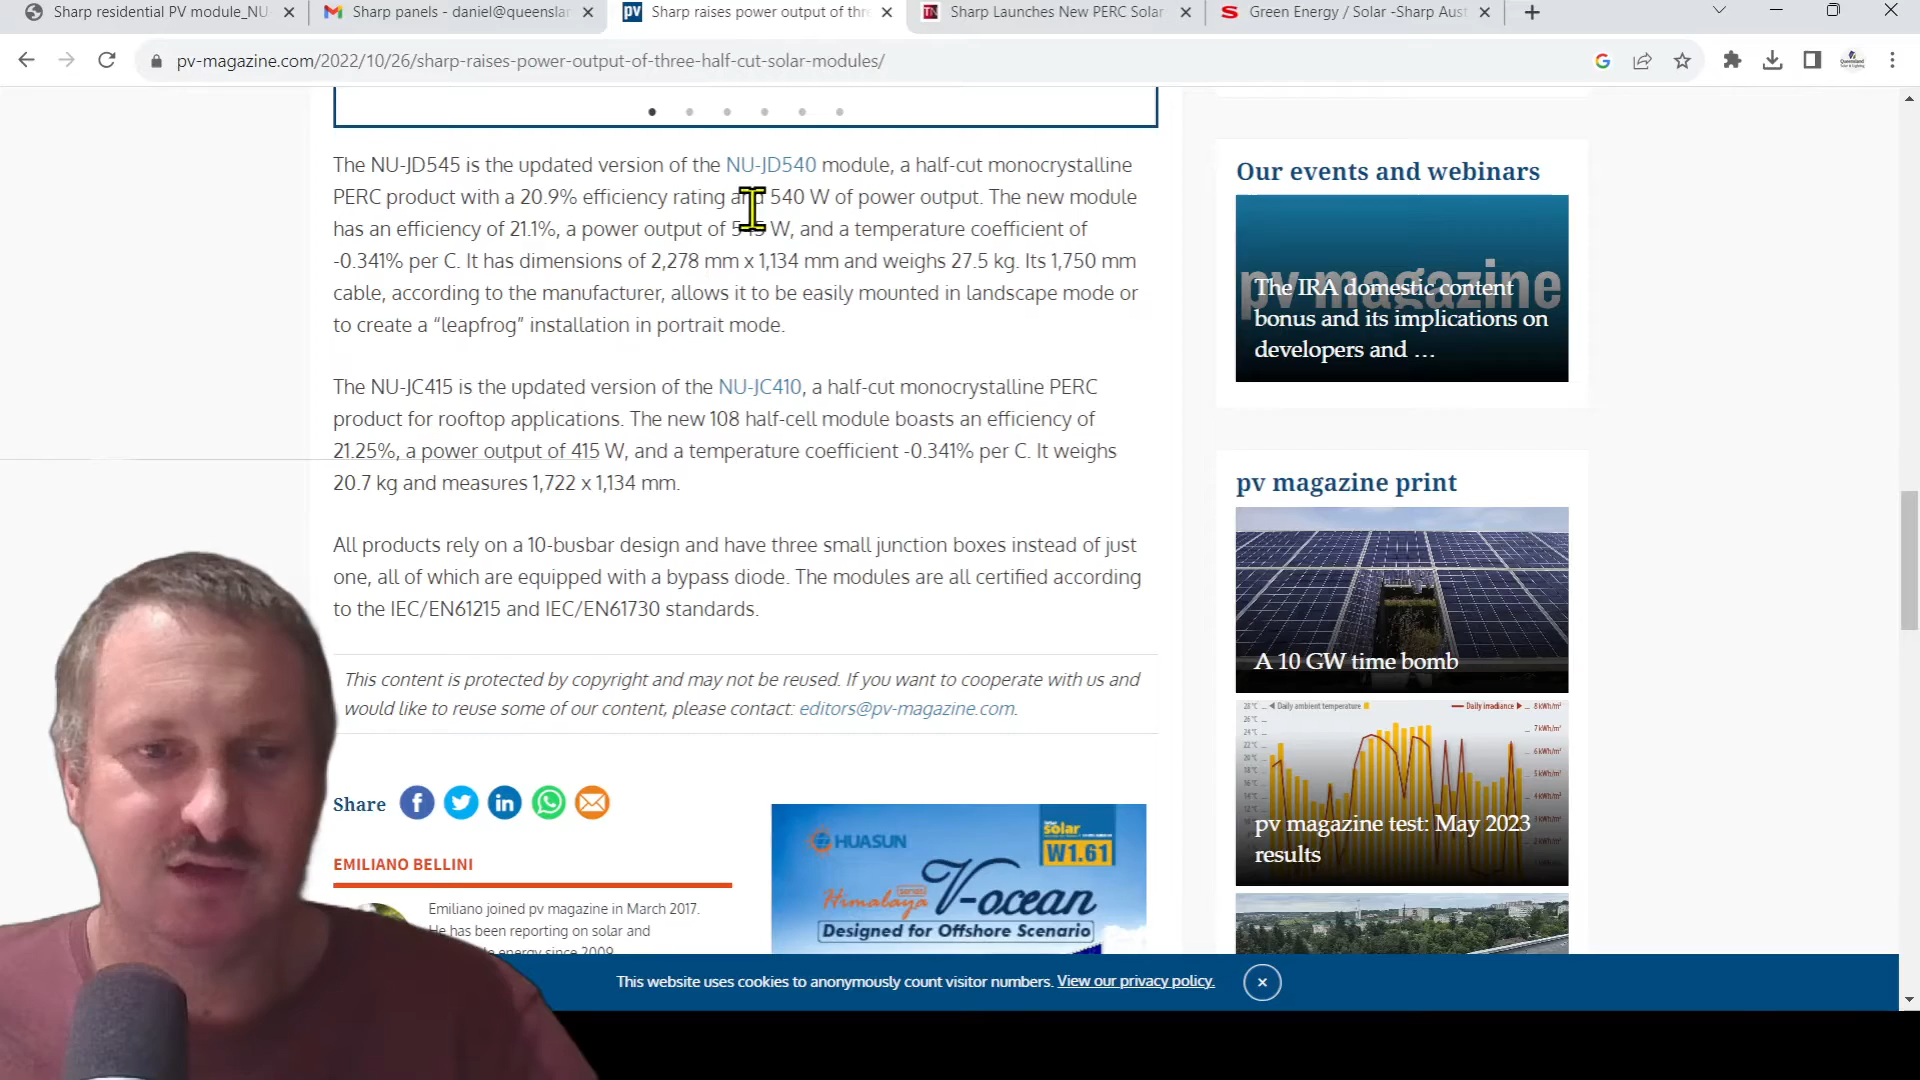 Sharp residential PV module_NU
Sharp panels - daniel@queenslan
Sharp raises power output of thre
Sharp Launches New PERC Solar
Green Energy / Solar -Sharp Aust
pv-magazine.com/2022/10/26/sharp-raises-power-output-of-three-half-cut-solar-modules/
The NU-JD545 is the updated version of the NU-JD540 module, a half-cut monocrystalline
PERC product with a 20.9% efficiency rating and 540 W of power output. The new module
has an efficiency of 21.1%, a power output of 545 W, and a temperature coefficient of
-0.341% per C. It has dimensions of 2,278 mm x 1,134 mm and weighs 27.5 kg. Its 1,750 mm
cable, according to the manufacturer, allows it to be easily mounted in landscape mode or
to create a “leapfrog” installation in portrait mode.
The NU-JC415 is the updated version of the NU-JC410, a half-cut monocrystalline PERC
product for rooftop applications. The new 108 half-cell module boasts an efficiency of
21.25%, a power output of 415 W, and a temperature coefficient -0.341% per C. It weighs
20.7 kg and measures 1,722 x 1,134 mm.
All products rely on a 10-busbar design and have three small junction boxes instead of just
one, all of which are equipped with a bypass diode. The modules are all certified according
to the IEC/EN61215 and IEC/EN61730 standards.
This content is protected by copyright and may not be reused. If you want to cooperate with us and
would like to reuse some of our content, please contact: editors@pv-magazine.com.
Share
EMILIANO BELLINI
Emiliano joined pv magazine in March 2017.
He has been reporting on solar and
energy since 2009.
HUASUN
solar
W1.61
Himalaya series V-ocean
Designed for Offshore Scenario
Our events and webinars
pv magazine
The IRA domestic content
bonus and its implications on
developers and …
pv magazine print
A 10 GW time bomb
Daily ambient temperature
Daily irradiance
pv magazine test: May 2023
results
This website uses cookies to anonymously count visitor numbers. View our privacy policy.